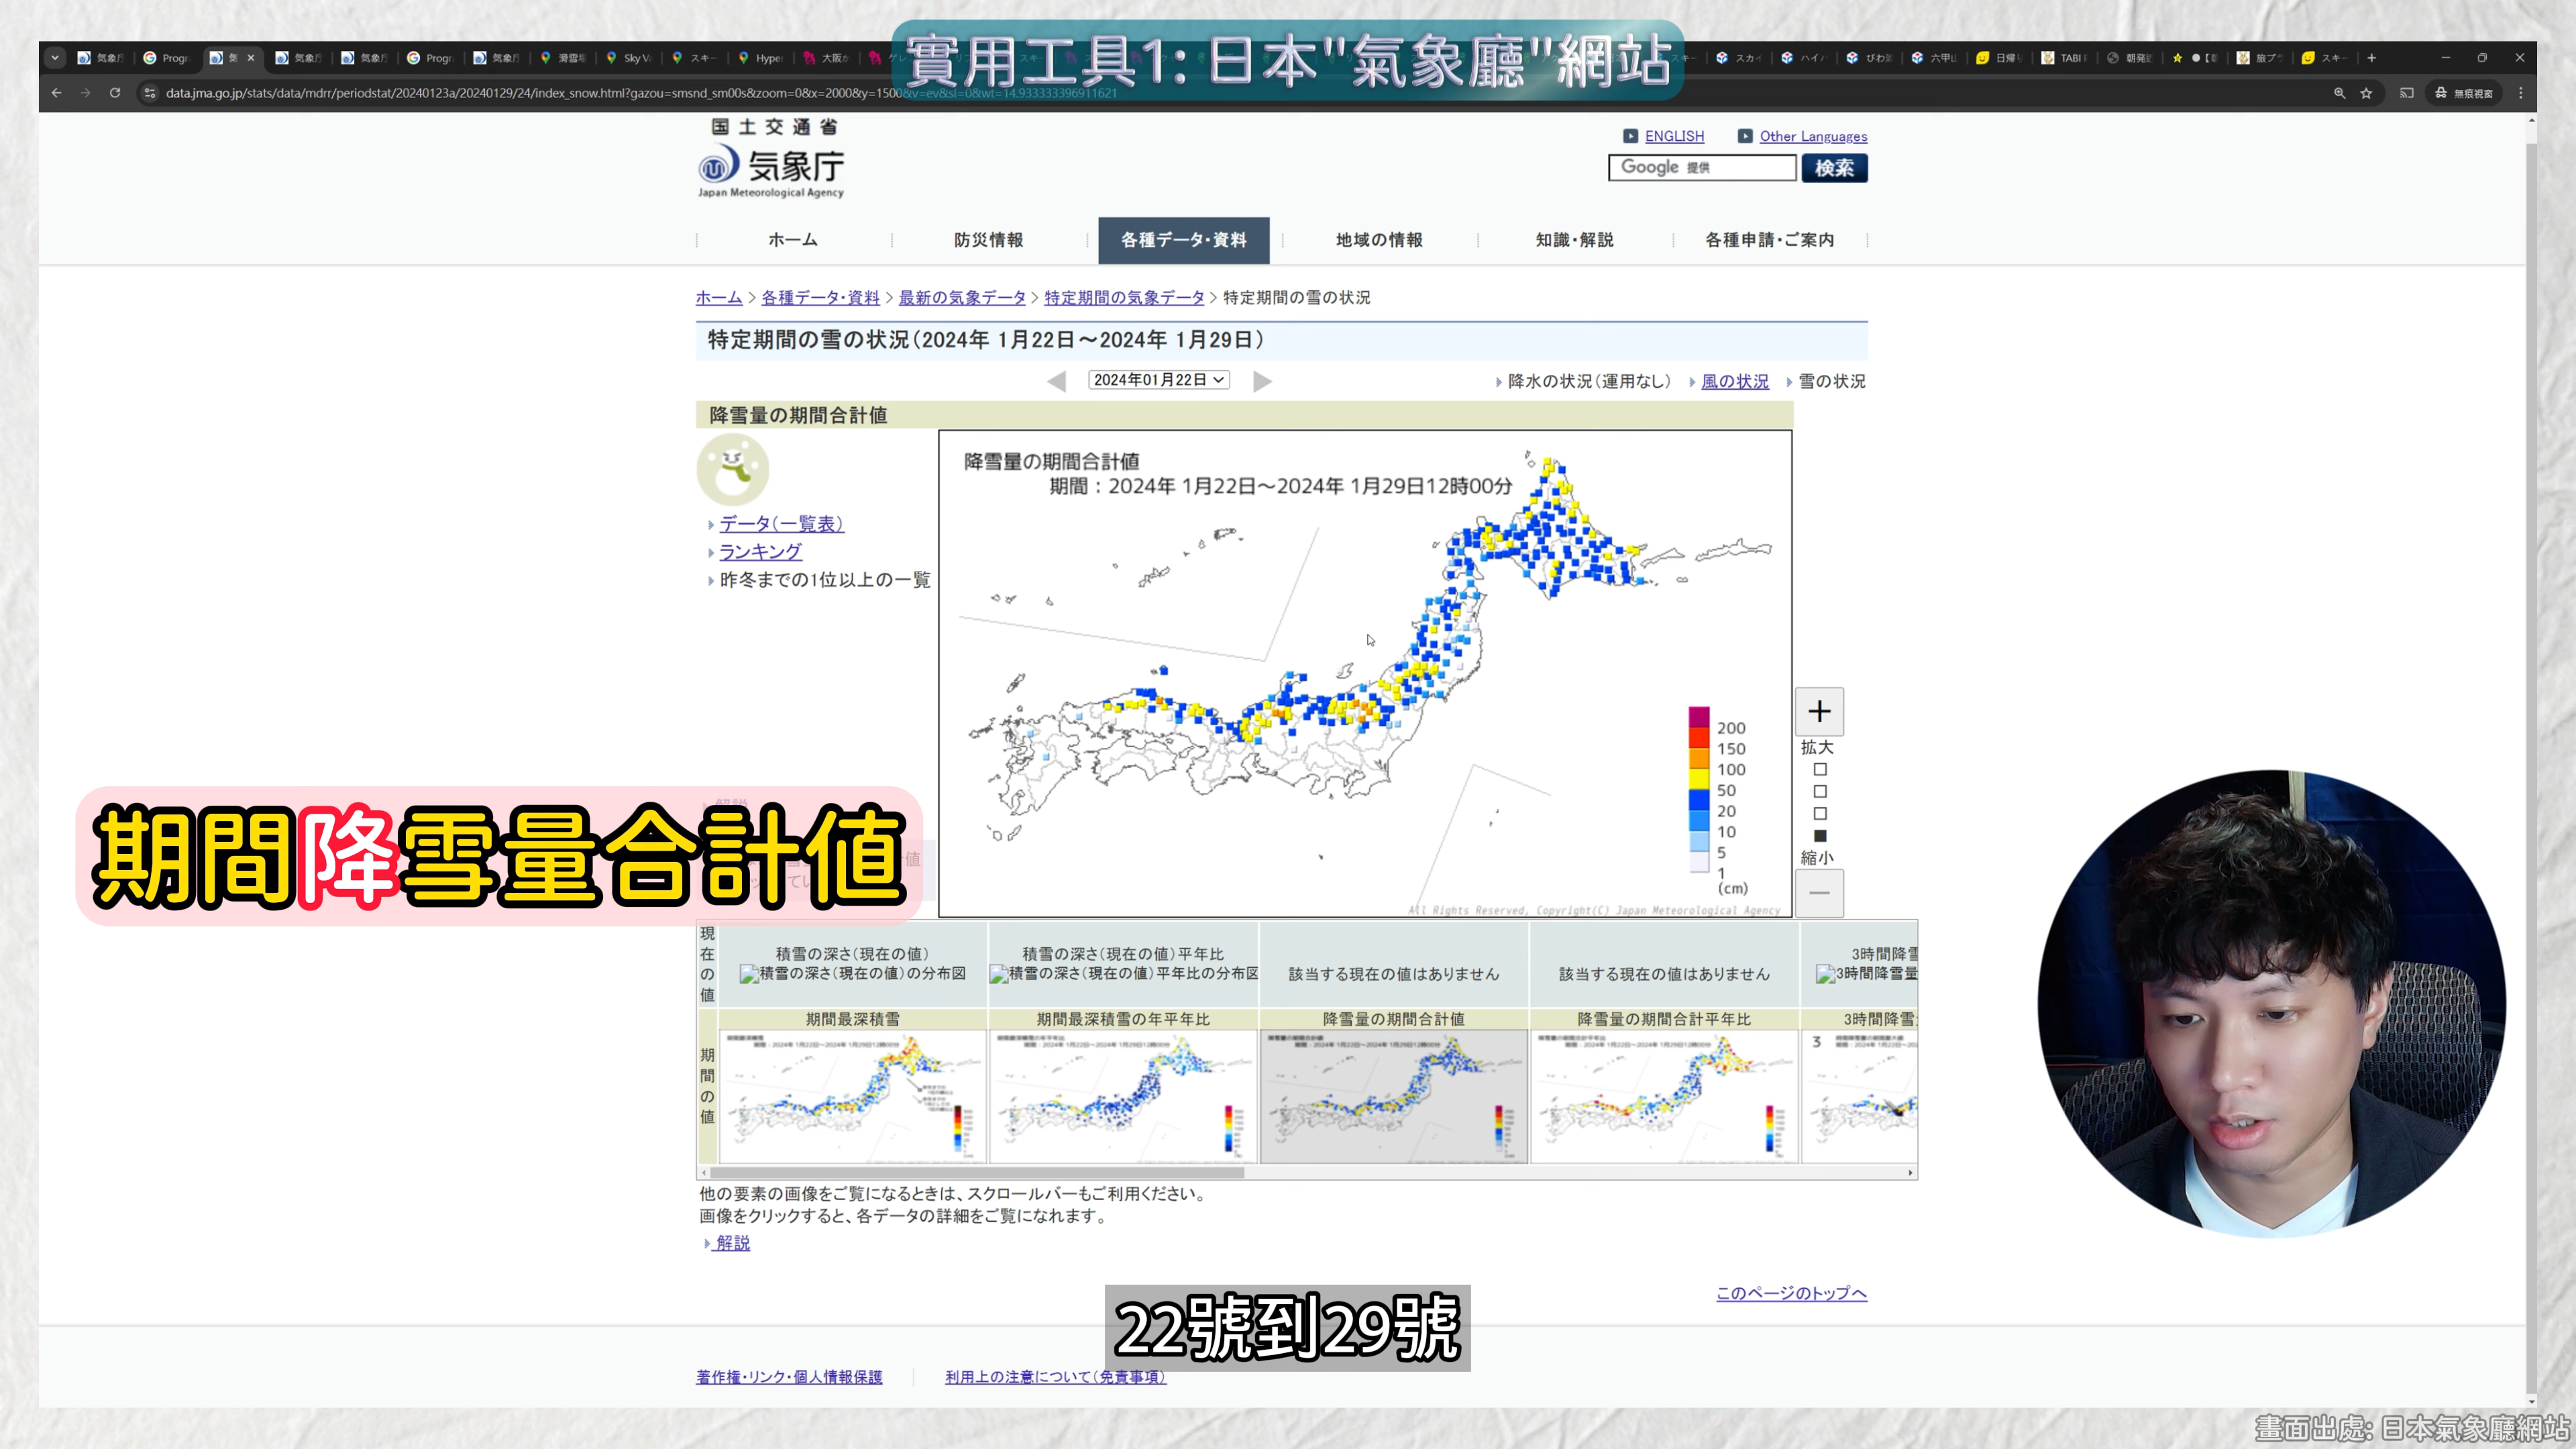 實用工具1: 日本"氣象廳"網站
data.jma.go.jp/stats/data/mdrr/periodstat/20240123a/20240129/24/index_snow.html?gazou=smsnd_sm00s&zoom=0&x=2000&y=1500&v=ev&sl=0&wt=14.933333396911621
無痕視窗
国土交通省
気象庁
Japan Meteorological Agency
ENGLISH
Other Languages
Google 提供
検索
ホーム
防災情報
各種データ・資料
地域の情報
知識・解説
各種申請・ご案内
ホーム > 各種データ・資料 > 最新の気象データ > 特定期間の気象データ > 特定期間の雪の状況
特定期間の雪の状況(2024年 1月22日～2024年 1月29日)
2024年01月22日
降水の状況(運用なし)
風の状況
雪の状況
降雪量の期間合計値
データ(一覧表)
ランキング
昨冬までの1位以上の一覧
降雪量の期間合計値
期間：2024年 1月22日～2024年 1月29日12時00分
200
150
100
50
20
10
5
1
(cm)
All Rights Reserved, Copyright(C) Japan Meteorological Agency
+
拡大
縮小
期間降雪量合計値
現在の値
積雪の深さ(現在の値)
積雪の深さ(現在の値)の分布図
積雪の深さ(現在の値)平年比
積雪の深さ(現在の値)平年比の分布図
該当する現在の値はありません
該当する現在の値はありません
3時間降雪
3時間降雪量
期間の値
期間最深積雪
期間最深積雪の年平年比
降雪量の期間合計値
降雪量の期間合計平年比
3時間降雪
他の要素の画像をご覧になるときは、スクロールバーもご利用ください。
画像をクリックすると、各データの詳細をご覧になれます。
解説
このページのトップへ
22號到29號
著作権・リンク・個人情報保護
利用上の注意について(免責事項)
畫面出處: 日本氣象廳網站